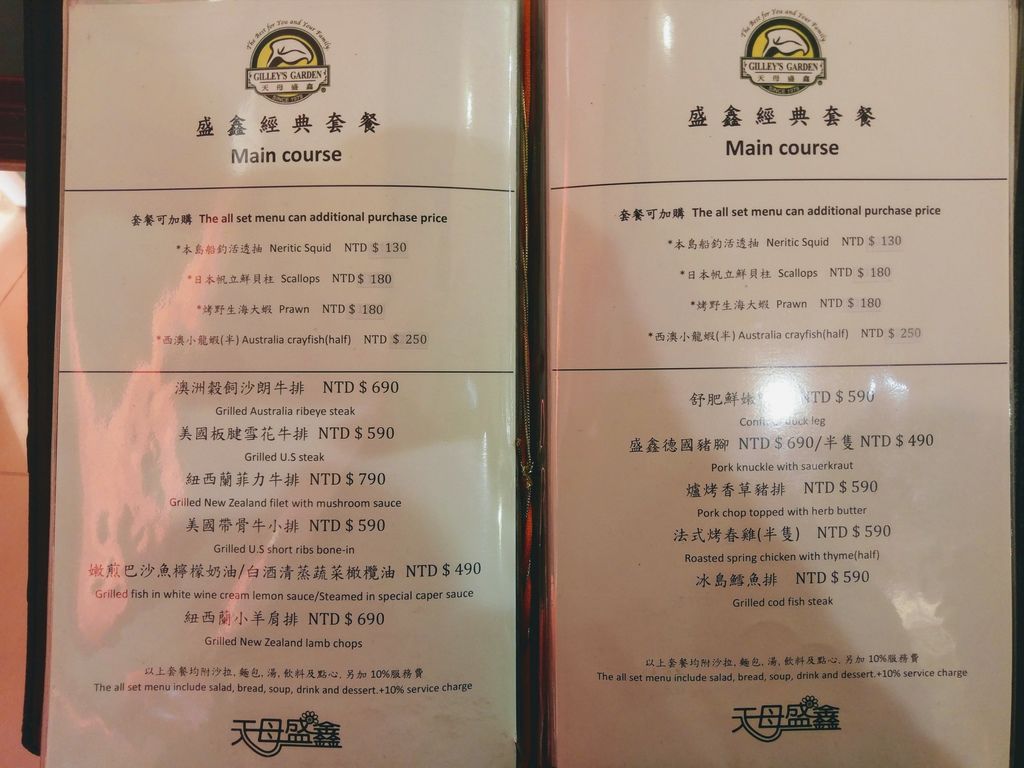 The Best for You and Your Family
GILLEY'S GARDEN
天母盛鑫
SINCE 1979
盛鑫經典套餐
Main course
套餐可加購 The all set menu can additional purchase price
*本島船釣活透抽 Neritic Squid NTD $ 130
*日本帆立鮮貝柱 Scallops NTD $ 180
*烤野生海大蝦 Prawn NTD $ 180
*西澳小龍蝦(半) Australia crayfish(half) NTD $ 250
澳洲穀飼沙朗牛排 NTD $ 690
Grilled Australia ribeye steak
美國板腱雪花牛排 NTD $ 590
Grilled U.S steak
紐西蘭菲力牛排 NTD $ 790
Grilled New Zealand filet with mushroom sauce
美國帶骨牛小排 NTD $ 590
Grilled U.S short ribs bone-in
嫩煎巴沙魚檸檬奶油/白酒清蒸蔬菜橄欖油 NTD $ 490
Grilled fish in white wine cream lemon sauce/Steamed in special caper sauce
紐西蘭小羊肩排 NTD $ 690
Grilled New Zealand lamb chops
以上套餐均附沙拉, 麵包, 湯, 飲料及點心, 另加 10%服務費
The all set menu include salad, bread, soup, drink and dessert.+10% service charge
天母盛鑫
The Best for You and Your Family
GILLEY'S GARDEN
天母盛鑫
SINCE 1979
盛鑫經典套餐
Main course
套餐可加購 The all set menu can additional purchase price
*本島船釣活透抽 Neritic Squid NTD $ 130
*日本帆立鮮貝柱 Scallops NTD $ 180
*烤野生海大蝦 Prawn NTD $ 180
*西澳小龍蝦(半) Australia crayfish(half) NTD $ 250
舒肥鮮嫩 NTD $ 590
duck leg
盛鑫德國豬腳 NTD $ 690/半隻 NTD $ 490
Pork knuckle with sauerkraut
爐烤香草豬排 NTD $ 590
Pork chop topped with herb butter
法式烤春雞(半隻) NTD $ 590
Roasted spring chicken with thyme(half)
冰島鱈魚排 NTD $ 590
Grilled cod fish steak
以上套餐均附沙拉, 麵包, 湯, 飲料及點心, 另加 10%服務費
The all set menu include salad, bread, soup, drink and dessert.+10% service charge
天母盛鑫